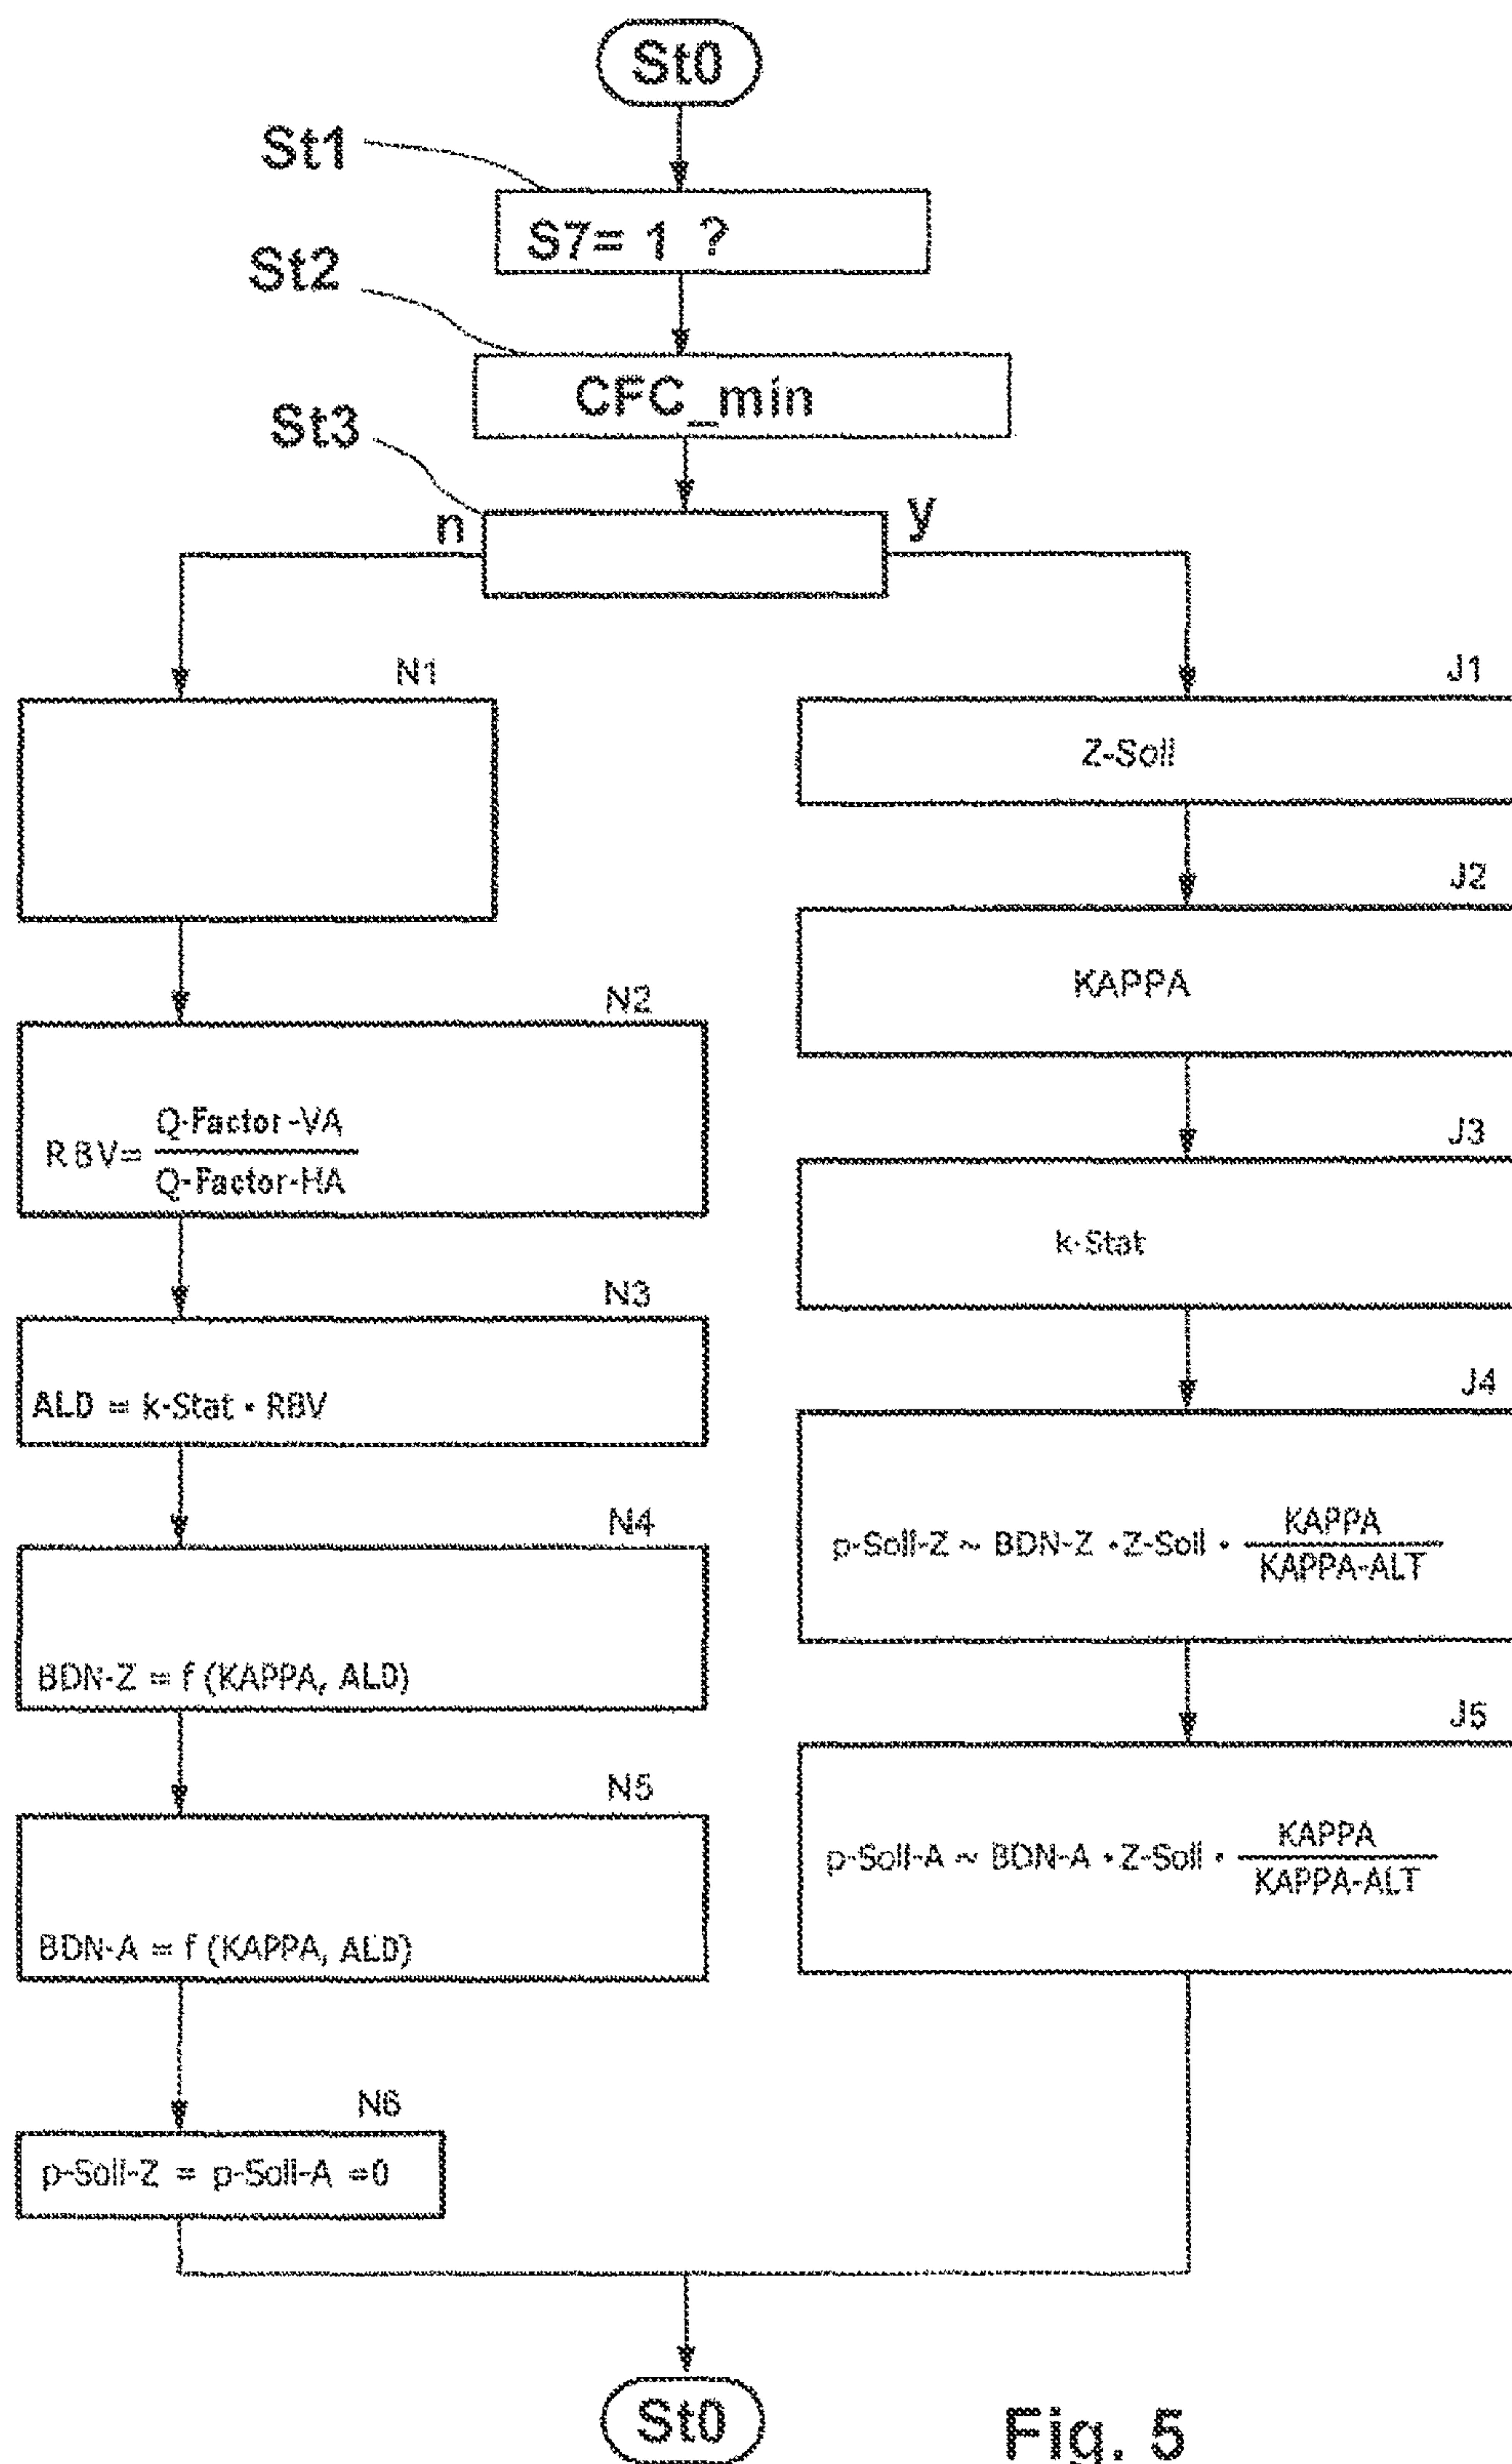 St0
St1
S7= 1 ?
St2
CFC_min
St3
n
y
N1
N2
RBV= Q-Factor-VA
Q-Factor-HA
N3
ALD = k-Stat • RBV
N4
BDN-Z = f (KAPPA, ALD)
N5
BDN-A = f (KAPPA, ALD)
N6
p-Soll-Z = p-Soll-A =0
J1
Z-Soll
J2
KAPPA
J3
k-Stat
J4
p-Soll-Z ~ BDN-Z •Z-Soll • KAPPA
KAPPA-ALT
J5
p-Soll-A ~ BDN-A •Z-Soll • KAPPA
KAPPA-ALT
St0
Fig. 5